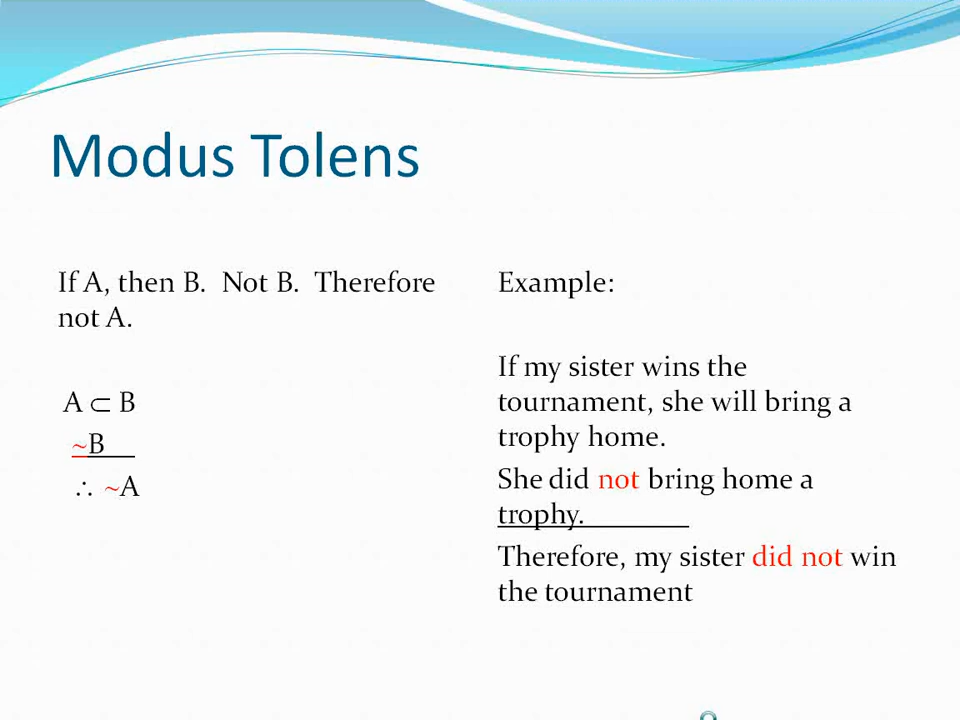 Modus Tolens
If A, then B. Not B. Therefore
not A.
A ⊂ B
~B
∴ ~A
Example:
If my sister wins the
tournament, she will bring a
trophy home.
She did not bring home a
trophy.
Therefore, my sister did not win
the tournament